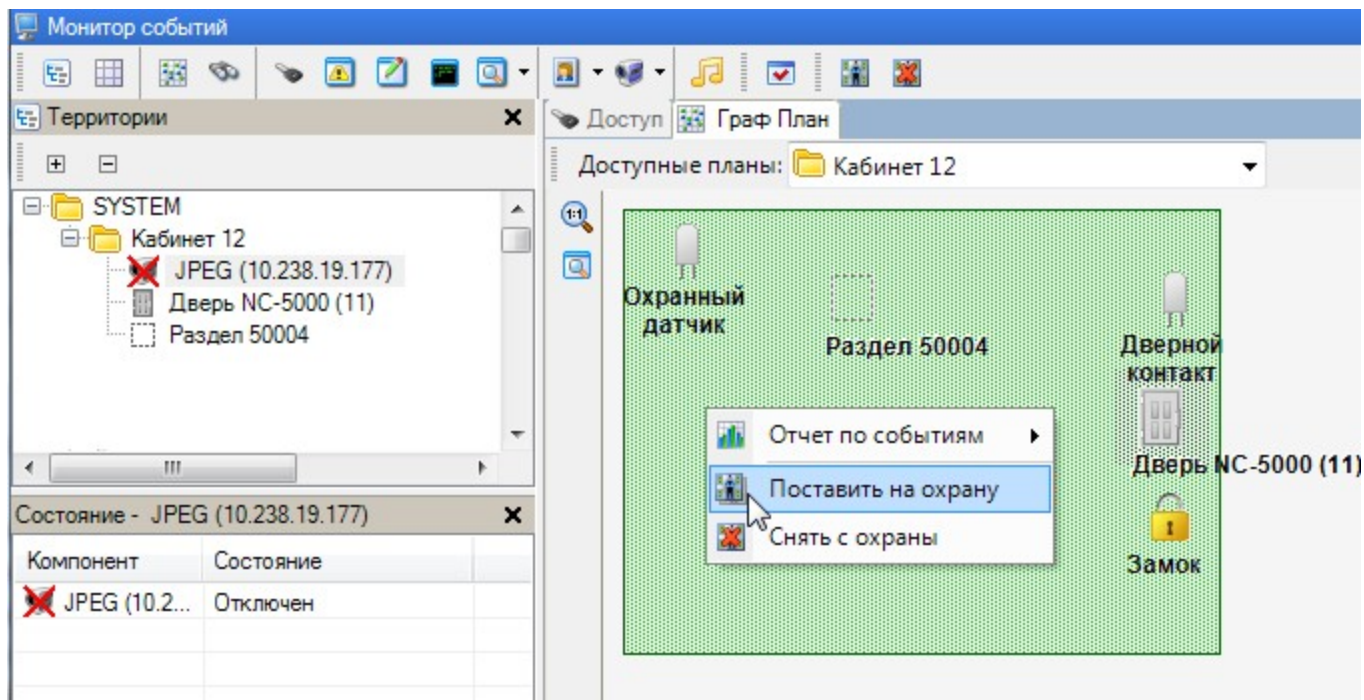 Монитор событий
Территории
Доступ
Граф План
Доступные планы:
Кабинет 12
SYSTEM
Кабинет 12
JPEG (10.238.19.177)
Дверь NC-5000 (11)
Раздел 50004
1:1
Охранный
датчик
Раздел 50004
Дверной
контакт
Дверь NC-5000 (11)
Замок
Отчет по событиям
Поставить на охрану
Снять с охраны
Состояние - JPEG (10.238.19.177)
Компонент
Состояние
JPEG (10.2...
Отключен